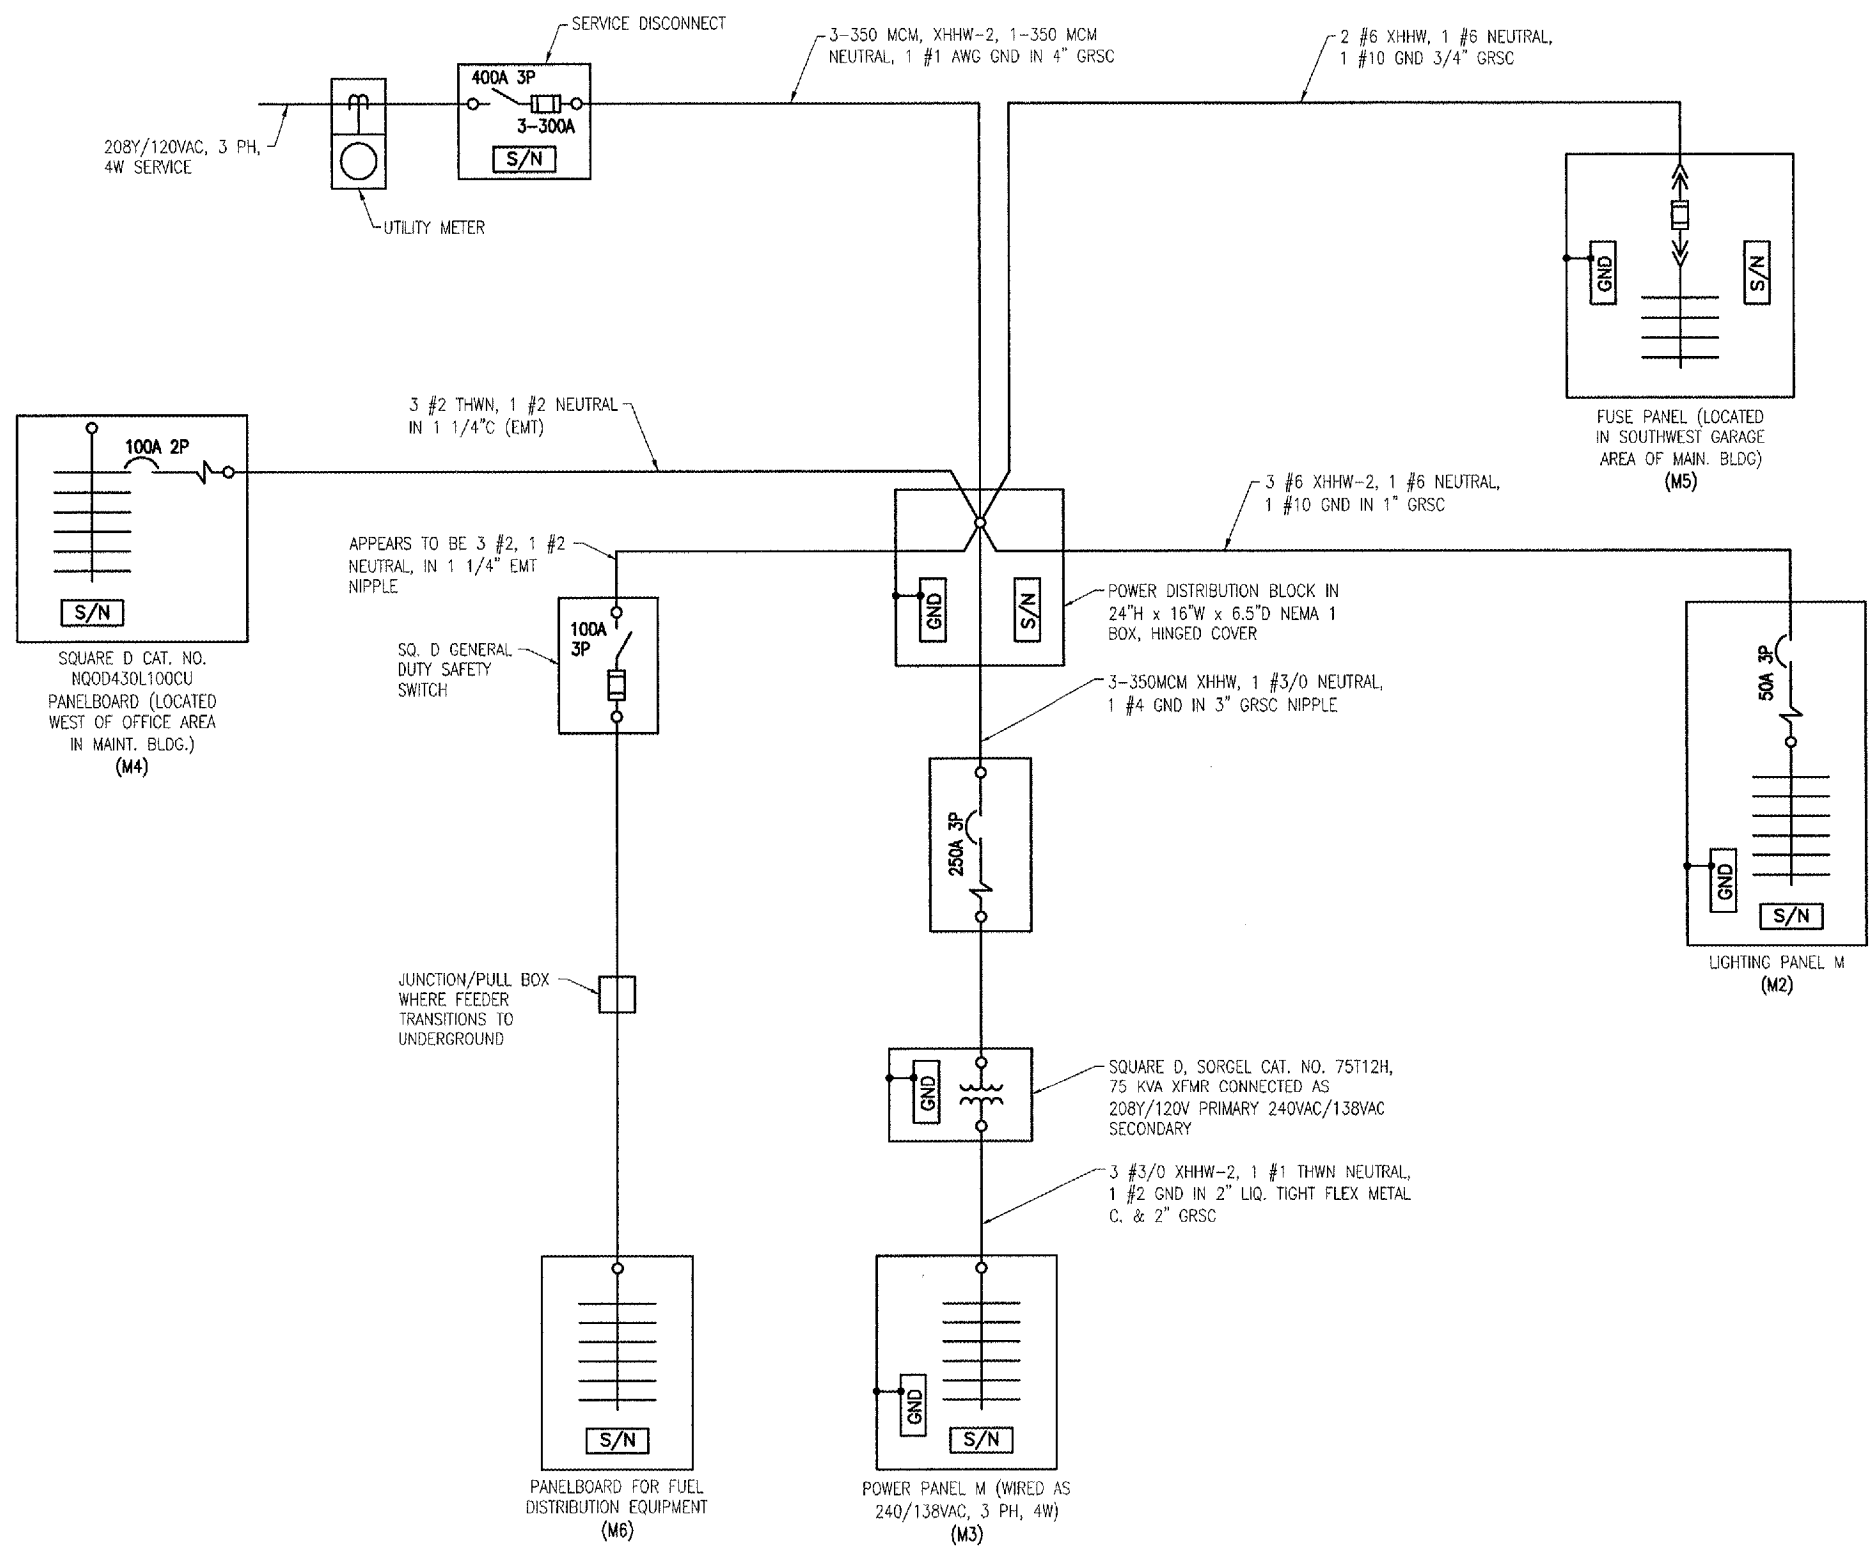 SERVICE DISCONNECT
400A 3P
3-300A
S/N
208Y/120VAC, 3 PH,
4W SERVICE
UTILITY METER
3-350 MCM, XHHW-2, 1-350 MCM
NEUTRAL, 1 #1 AWG GND IN 4" GRSC
2 #6 XHHW, 1 #6 NEUTRAL,
1 #10 GND 3/4" GRSC
GND
S/N
FUSE PANEL (LOCATED
IN SOUTHWEST GARAGE
AREA OF MAIN. BLDG)
(M5)
3 #2 THWN, 1 #2 NEUTRAL
IN 1 1/4"C (EMT)
100A 2P
S/N
SQUARE D CAT. NO.
NQOD430L100CU
PANELBOARD (LOCATED
WEST OF OFFICE AREA
IN MAINT. BLDG.)
(M4)
APPEARS TO BE 3 #2, 1 #2
NEUTRAL, IN 1 1/4" EMT
NIPPLE
100A
3P
SQ. D GENERAL
DUTY SAFETY
SWITCH
GND
S/N
POWER DISTRIBUTION BLOCK IN
24"H x 16"W x 6.5"D NEMA 1
BOX, HINGED COVER
3 #6 XHHW-2, 1 #6 NEUTRAL,
1 #10 GND IN 1" GRSC
50A 3P
GND
S/N
LIGHTING PANEL M
(M2)
3-350MCM XHHW, 1 #3/0 NEUTRAL,
1 #4 GND IN 3" GRSC NIPPLE
250A 3P
JUNCTION/PULL BOX
WHERE FEEDER
TRANSITIONS TO
UNDERGROUND
GND
SQUARE D, SORGEL CAT. NO. 75T12H,
75 KVA XFMR CONNECTED AS
208Y/120V PRIMARY 240VAC/138VAC
SECONDARY
3 #3/0 XHHW-2, 1 #1 THWN NEUTRAL,
1 #2 GND IN 2" LIQ. TIGHT FLEX METAL
C. & 2" GRSC
S/N
PANELBOARD FOR FUEL
DISTRIBUTION EQUIPMENT
(M6)
GND
S/N
POWER PANEL M (WIRED AS
240/138VAC, 3 PH, 4W)
(M3)